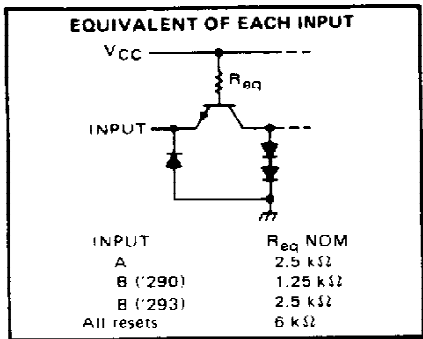 EQUIVALENT OF EACH INPUT
VCC
Req
INPUT
INPUT Req NOM
A 2.5 kΩ
B ('290) 1.25 kΩ
B ('293) 2.5 kΩ
All resets 6 kΩ